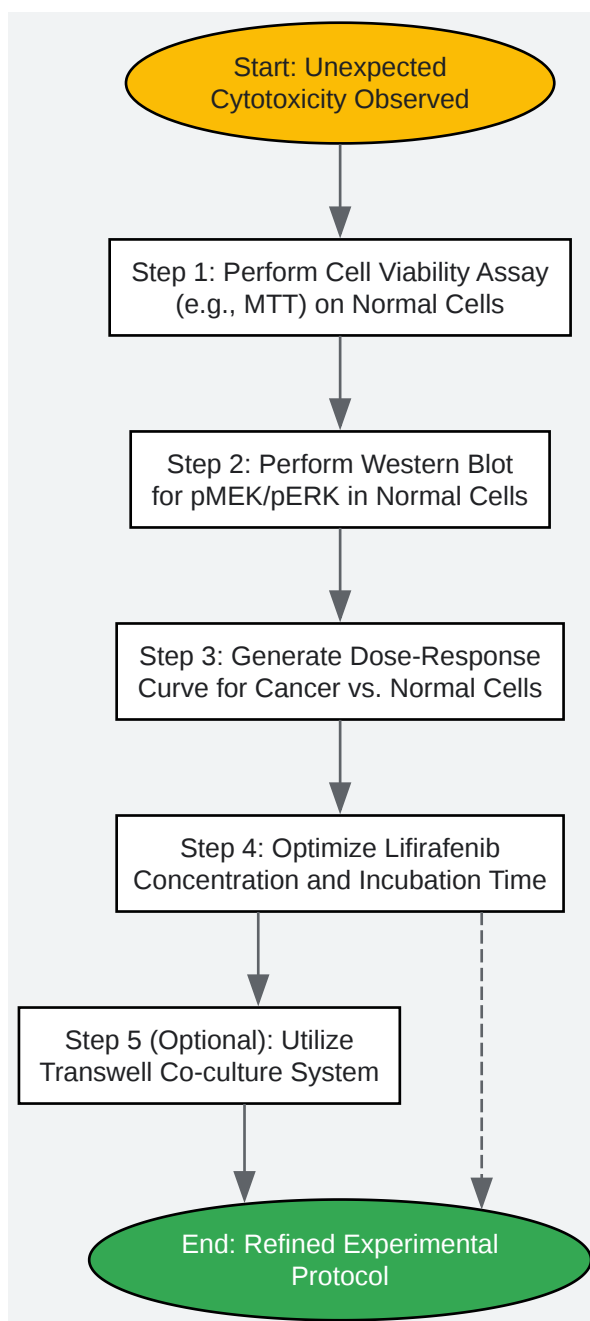 Start: Unexpected
Cytotoxicity Observed
Step 1: Perform Cell Viability Assay
(e.g., MTT) on Normal Cells
Step 2: Perform Western Blot
for pMEK/pERK in Normal Cells
Step 3: Generate Dose-Response
Curve for Cancer vs. Normal Cells
Step 4: Optimize Lifirafenib
Concentration and Incubation Time
Step 5 (Optional): Utilize
Transwell Co-culture System
End: Refined Experimental
Protocol